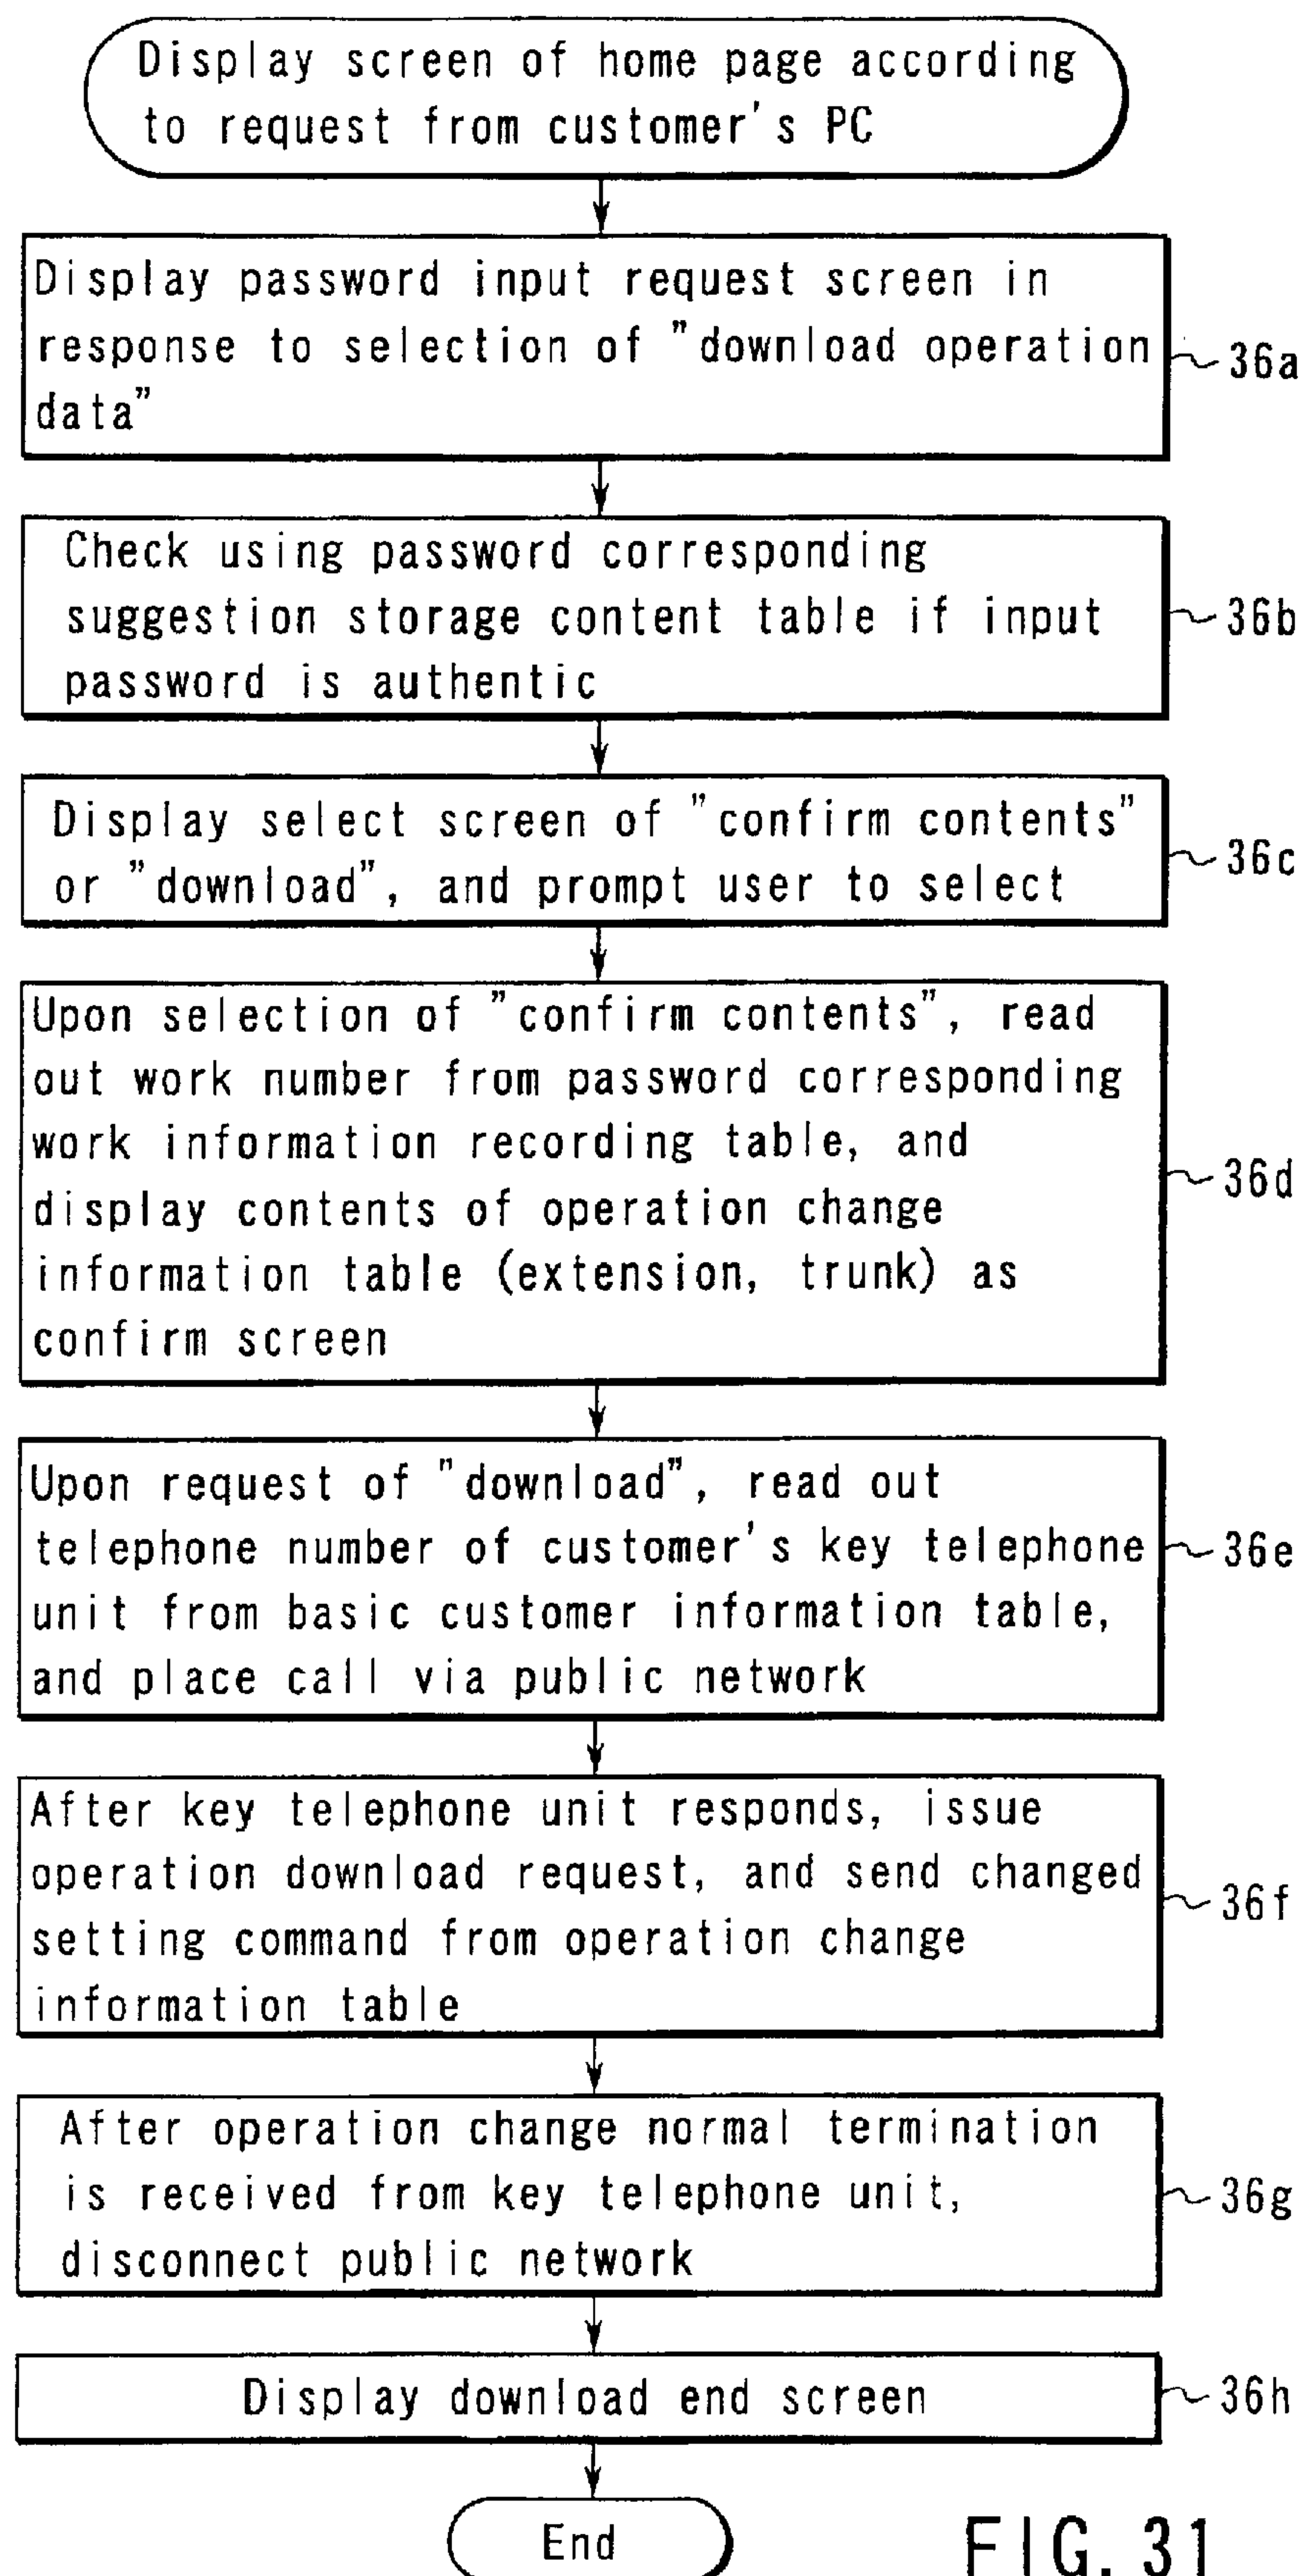 Display screen of home page according
to request from customer's PC
Display password input request screen in
response to selection of "download operation
data"
36a
Check using password corresponding
suggestion storage content table if input
password is authentic
36b
Display select screen of "confirm contents"
or "download", and prompt user to select
36c
Upon selection of "confirm contents", read
out work number from password corresponding
work information recording table, and
display contents of operation change
information table (extension, trunk) as
confirm screen
36d
Upon request of "download", read out
telephone number of customer's key telephone
unit from basic customer information table,
and place call via public network
36e
After key telephone unit responds, issue
operation download request, and send changed
setting command from operation change
information table
36f
After operation change normal termination
is received from key telephone unit,
disconnect public network
36g
Display download end screen
36h
End
FIG. 31